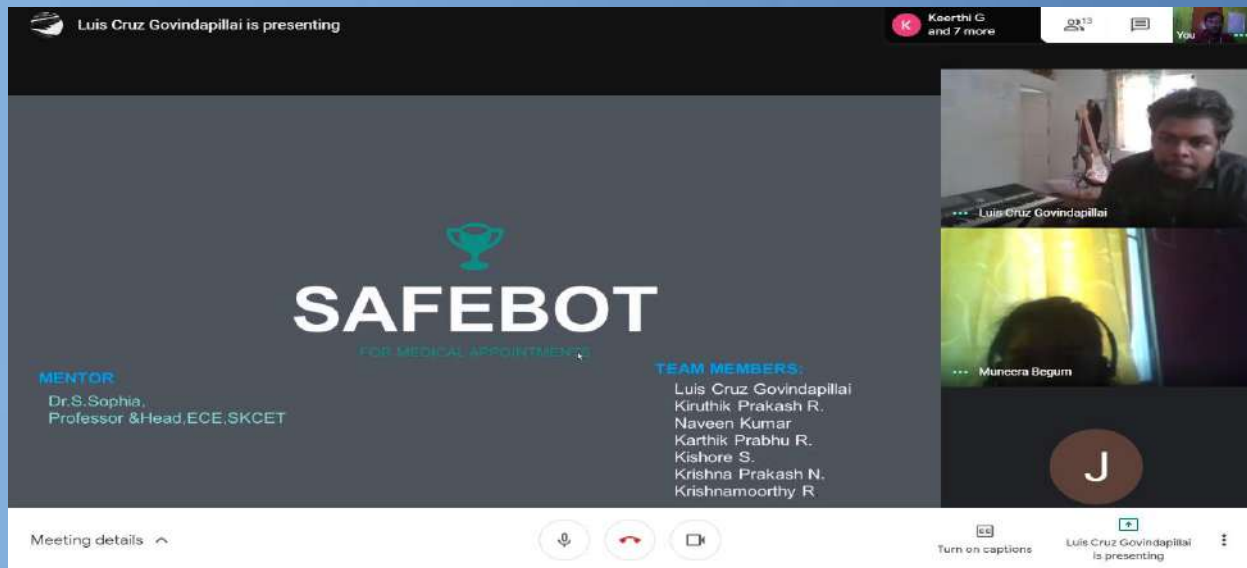 Luis Cruz Govindapillai is presenting
K
Keerthi G
and 7 more
13
You
SAFEBOT
FOR MEDICAL APPOINTMENTS
MENTOR
Dr.S.Sophia,
Professor &Head,ECE,SKCET
TEAM MEMBERS:
Luis Cruz Govindapillai
Kiruthik Prakash R.
Naveen Kumar
Karthik Prabhu R.
Kishore S.
Krishna Prakash N.
Krishnamoorthy R
Luis Cruz Govindapillai
Muneera Begum
J
Meeting details
CC
Turn on captions
Luis Cruz Govindapillai
is presenting